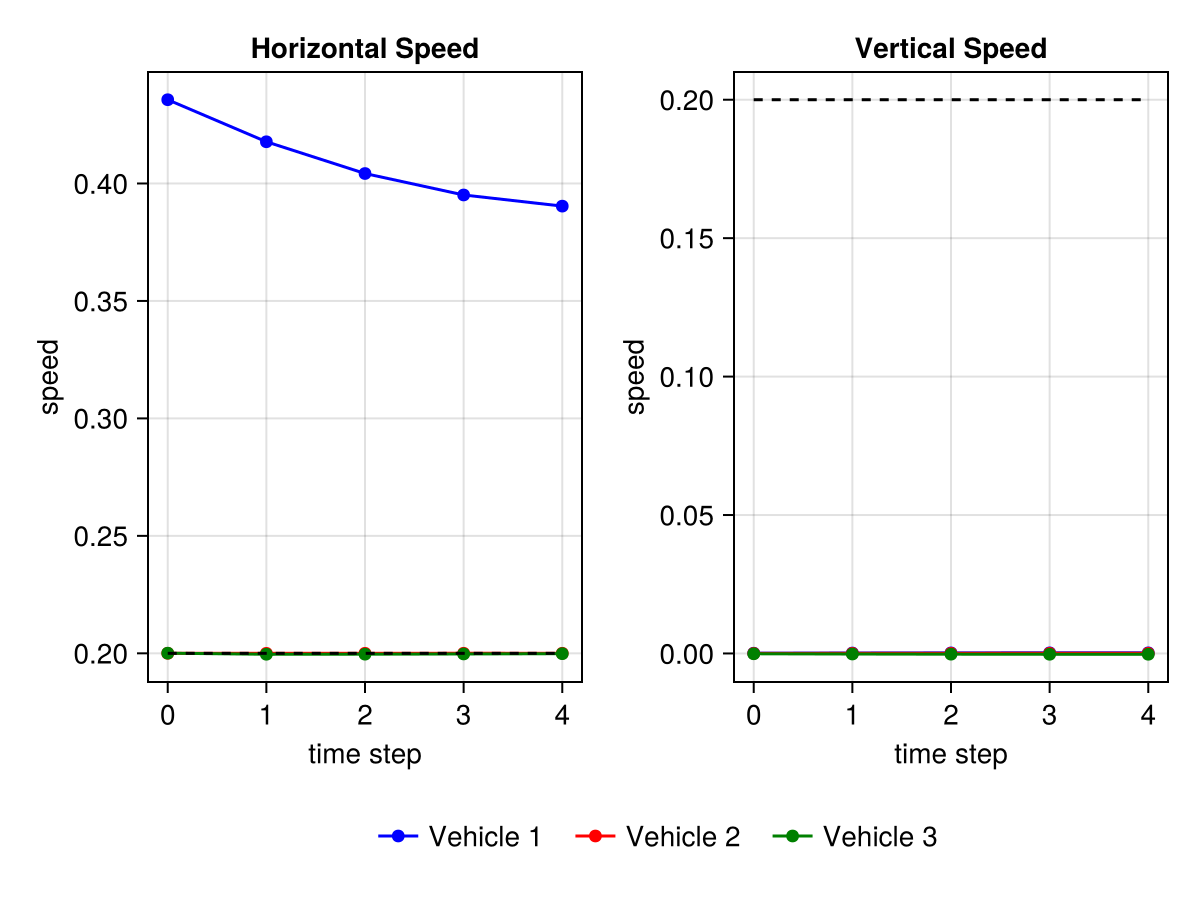 Horizontal Speed
0.40
0.35
0.30
0.25
0.20
speed
0
1
2
3
4
time step
Vertical Speed
0.20
0.15
0.10
0.05
0.00
speed
0
1
2
3
4
time step
Vehicle 1
Vehicle 2
Vehicle 3